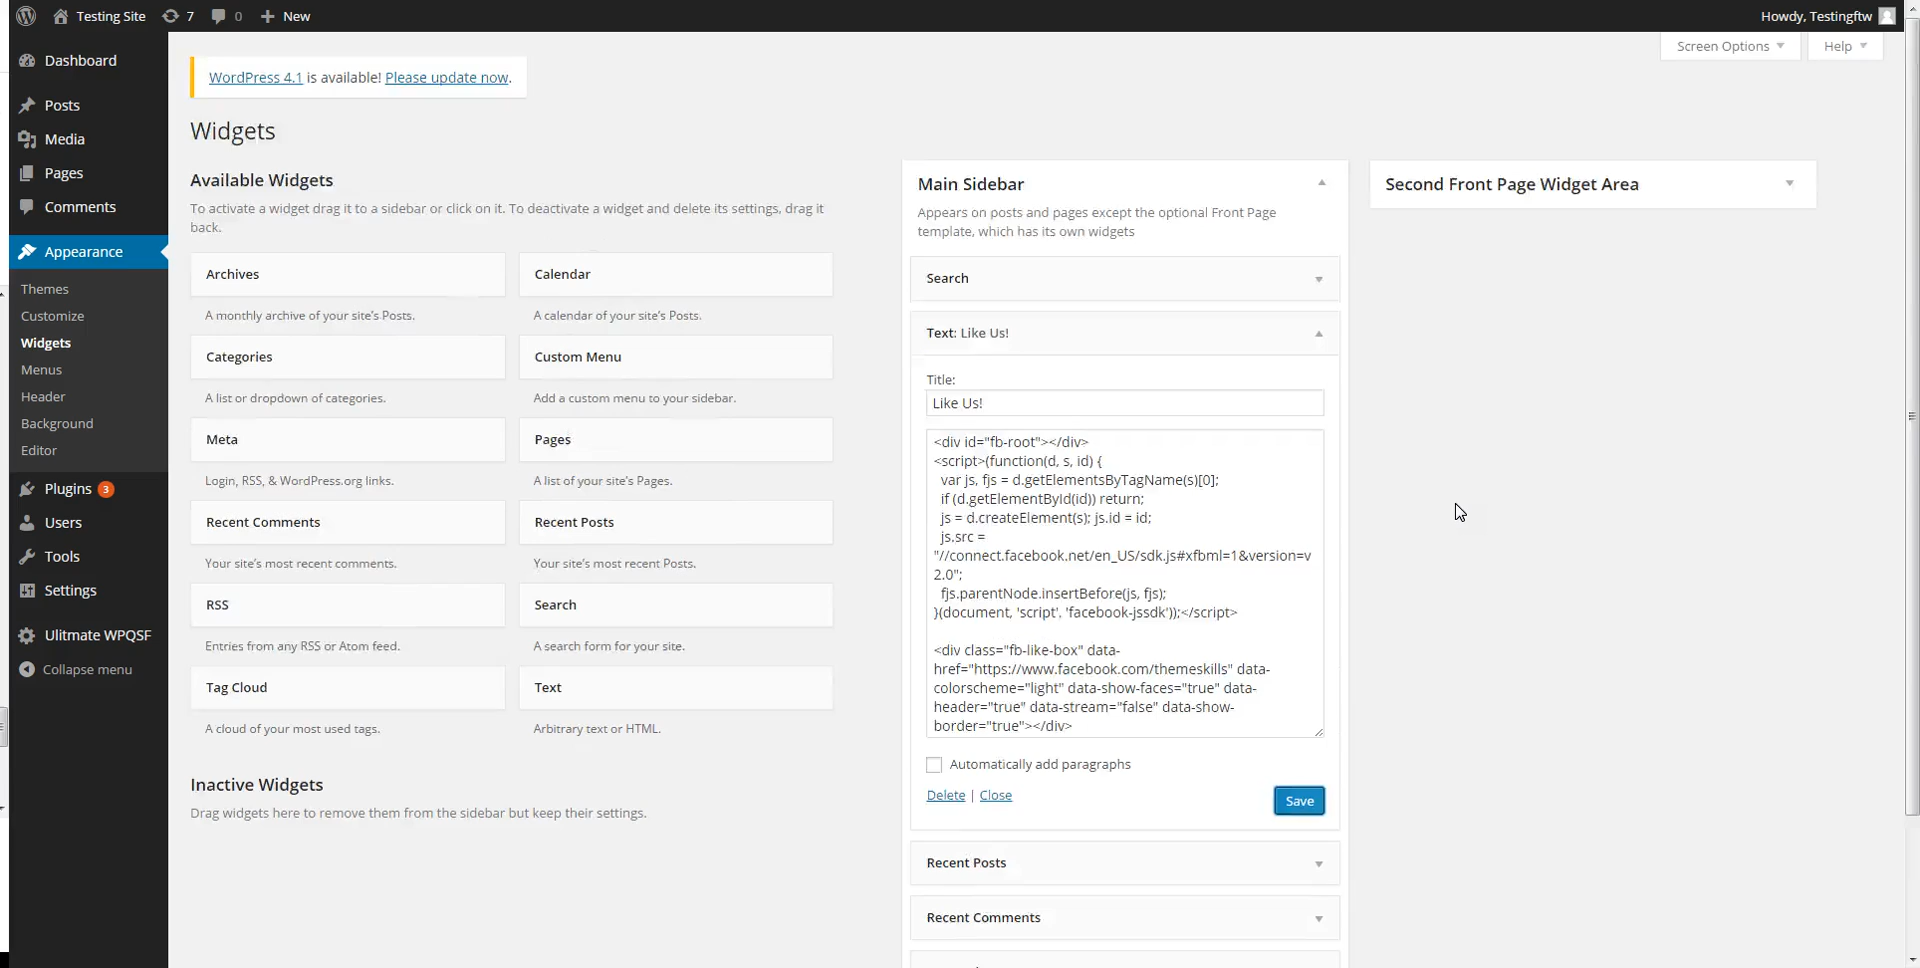 Testing Site 7 0 New
Howdy, Testingftw
Screen Options Help
Dashboard
Posts
Media
Pages
Comments
Appearance
Themes
Customize
Widgets
Menus
Header
Background
Editor
Plugins 3
Users
Tools
Settings
Ulitmate WPQSF
Collapse menu
WordPress 4.1 is available! Please update now.
Widgets
Available Widgets
To activate a widget drag it to a sidebar or click on it. To deactivate a widget and delete its settings, drag it
back.
Archives
A monthly archive of your site's Posts.
Calendar
A calendar of your site's Posts.
Categories
A list or dropdown of categories.
Custom Menu
Add a custom menu to your sidebar.
Meta
Login, RSS, & WordPress.org links.
Pages
A list of your site's Pages.
Recent Comments
Your site's most recent comments.
Recent Posts
Your site's most recent Posts.
RSS
Entries from any RSS or Atom feed.
Search
A search form for your site.
Tag Cloud
A cloud of your most used tags.
Text
Arbitrary text or HTML.
Inactive Widgets
Drag widgets here to remove them from the sidebar but keep their settings.
Main Sidebar
Appears on posts and pages except the optional Front Page
template, which has its own widgets
Search
Text: Like Us!
Title:
Like Us!
<div id="fb-root"></div>
<script>(function(d, s, id) {
var js, fjs = d.getElementsByTagName(s)[0];
if (d.getElementById(id)) return;
js = d.createElement(s); js.id = id;
js.src =
"//connect.facebook.net/en_US/sdk.js#xfbml=1&version=v
2.0";
fjs.parentNode.insertBefore(js, fjs);
}(document, 'script', 'facebook-jssdk'));</script>
<div class="fb-like-box" data-
href="https://www.facebook.com/themeskills" data-
colorscheme="light" data-show-faces="true" data-
header="true" data-stream="false" data-show-
border="true"></div>
Automatically add paragraphs
Delete | Close
Save
Recent Posts
Recent Comments
Second Front Page Widget Area